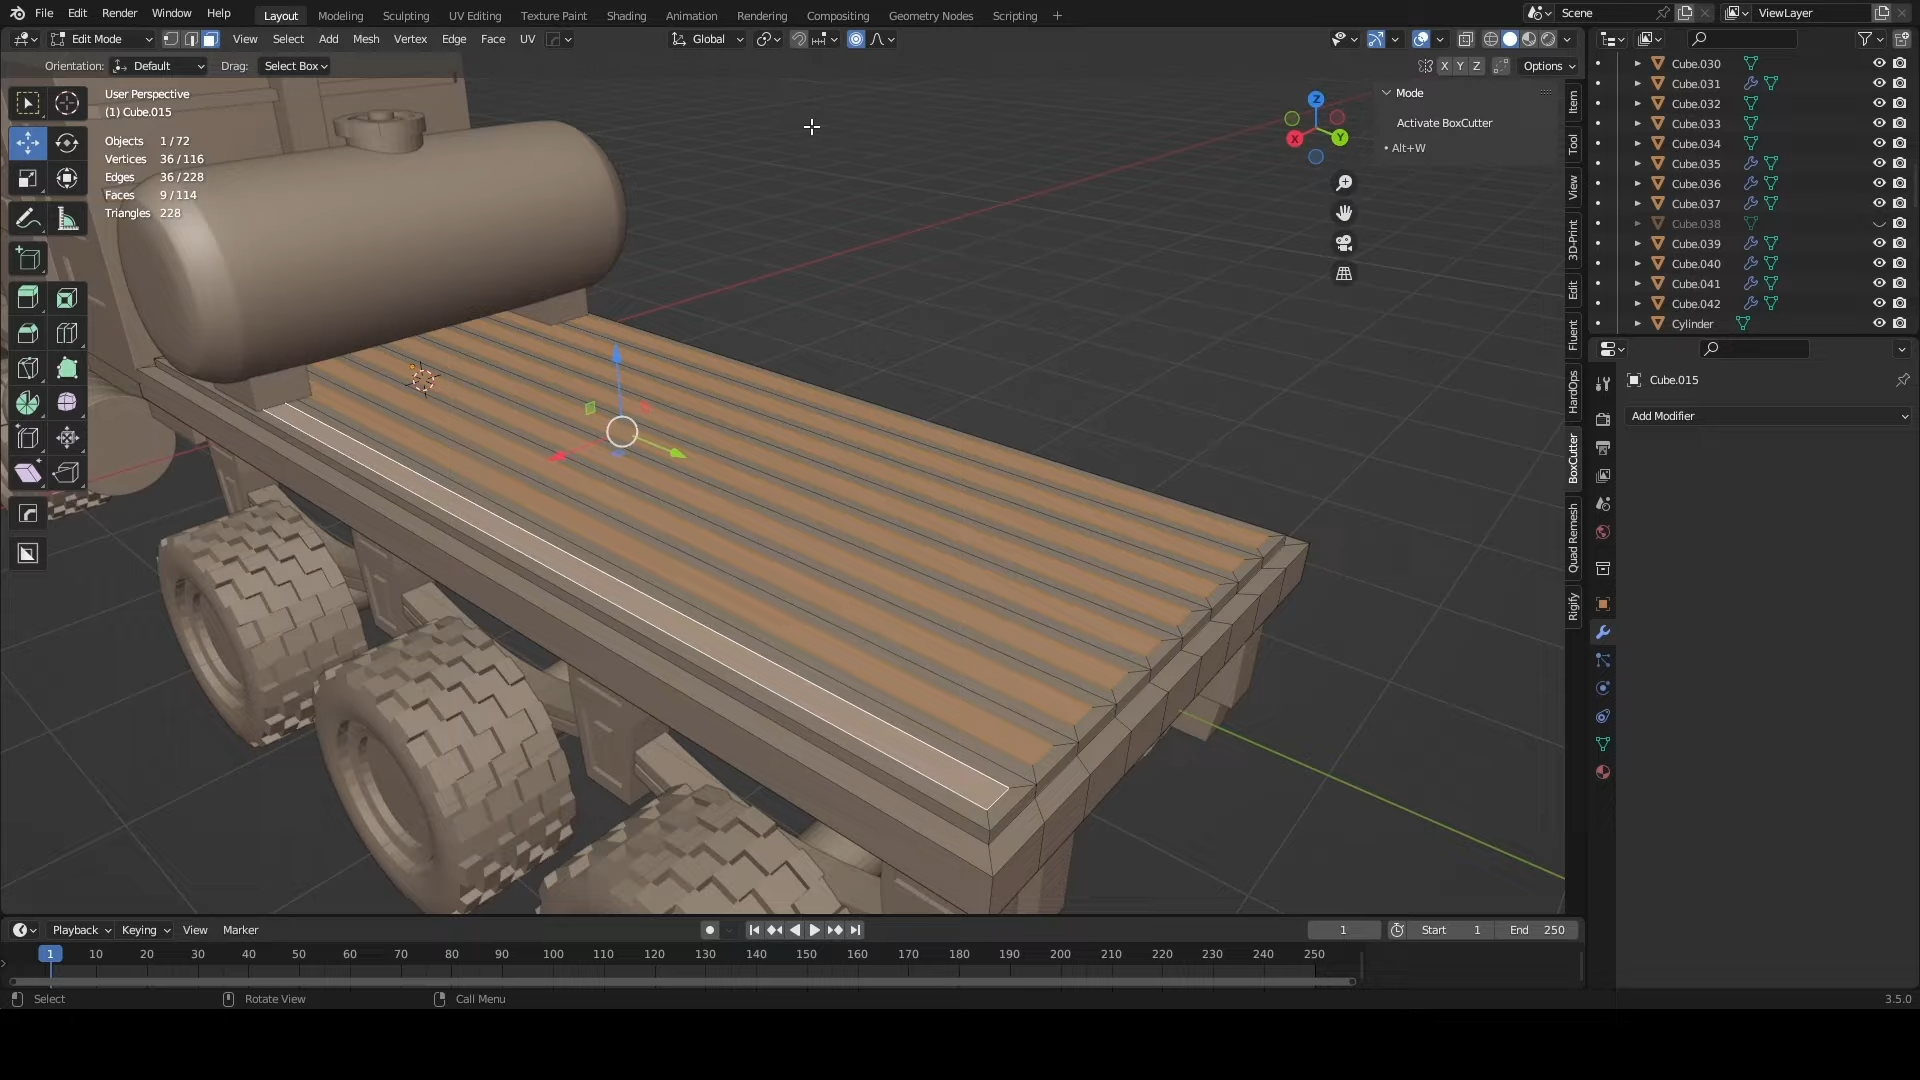 File Edit Render Window Help Layout Modeling Sculpting UV Editing Texture Paint Shading Animation Rendering Compositing Geometry Nodes Scripting + Scene ViewLayer
Edit Mode View Select Add Mesh Vertex Edge Face UV Global
Orientation: Default Drag: Select Box X Y Z Options
User Perspective
(1) Cube.015
Objects 1 / 72
Vertices 36 / 116
Edges 36 / 228
Faces 9 / 114
Triangles 228
Z
X
Y
Mode
Activate BoxCutter
• Alt+W
Item
Tool
View
3D-Print
Edit
Fluent
HardOps
BoxCutter
Quad Remesh
Rigify
Cube.030
Cube.031
Cube.032
Cube.033
Cube.034
Cube.035
Cube.036
Cube.037
Cube.038
Cube.039
Cube.040
Cube.041
Cube.042
Cylinder
Cube.015
Add Modifier
Playback Keying View Marker 1 Start 1 End 250
1 10 20 30 40 50 60 70 80 90 100 110 120 130 140 150 160 170 180 190 200 210 220 230 240 250
Select Rotate View Call Menu 3.5.0